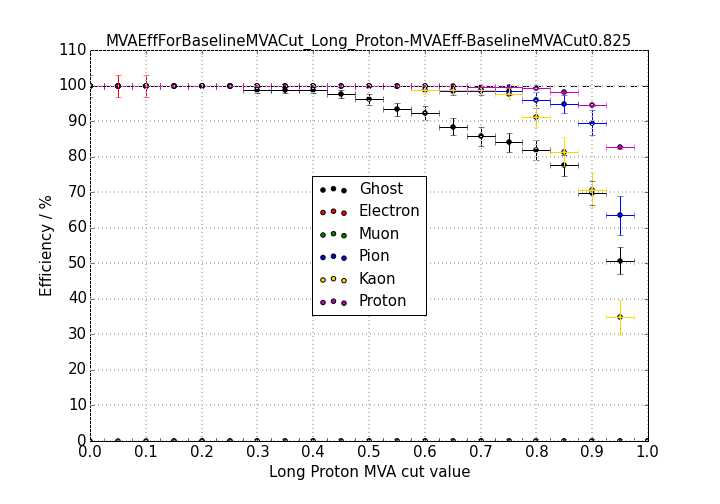 MVAEffForBaselineMVACut_Long_Proton-MVAEff-BaselineMVACut0.825
110
100
90
80
70
60
50
40
30
20
10
0
Efficiency / %
Ghost
Electron
Muon
Pion
Kaon
Proton
0.0 0.1 0.2 0.3 0.4 0.5 0.6 0.7 0.8 0.9 1.0
Long Proton MVA cut value